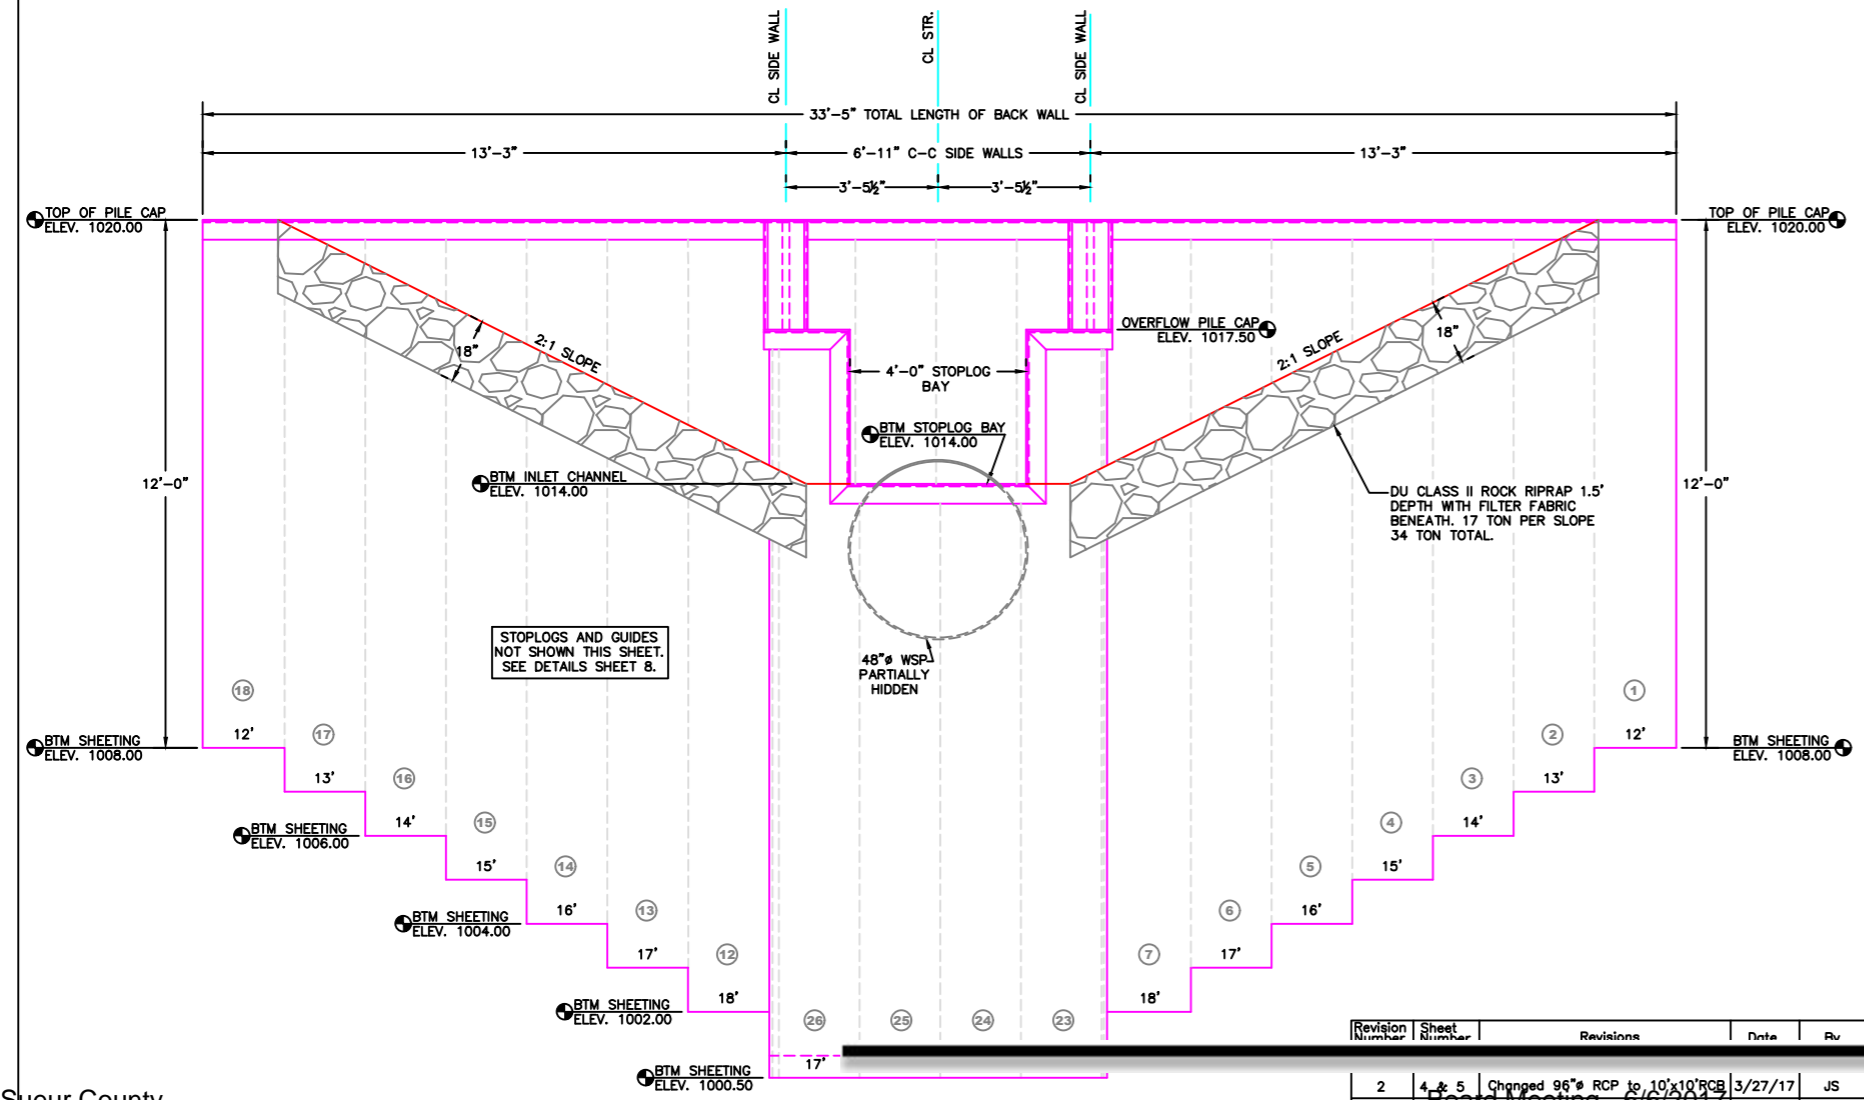 CL SIDE WALL
CL STR.
CL SIDE WALL
33'-5" TOTAL LENGTH OF BACK WALL
13'-3"
6'-11" C-C SIDE WALLS
13'-3"
3'-5½"
3'-5½"
TOP OF PILE CAP
ELEV. 1020.00
TOP OF PILE CAP
ELEV. 1020.00
OVERFLOW PILE CAP
ELEV. 1017.50
18"
2:1 SLOPE
2:1 SLOPE
18"
4'-0" STOPLOG
BAY
BTM STOPLOG BAY
ELEV. 1014.00
BTM INLET CHANNEL
ELEV. 1014.00
12'-0"
12'-0"
DU CLASS II ROCK RIPRAP 1.5'
DEPTH WITH FILTER FABRIC
BENEATH. 17 TON PER SLOPE
34 TON TOTAL.
STOPLOGS AND GUIDES
NOT SHOWN THIS SHEET.
SEE DETAILS SHEET 8.
48"ø WSP
PARTIALLY
HIDDEN
18
12'
17
13'
16
14'
15
15'
14
16'
13
17'
12
18'
26
25
24
23
17'
7
18'
6
17'
5
16'
4
15'
3
14'
2
13'
1
12'
BTM SHEETING
ELEV. 1008.00
BTM SHEETING
ELEV. 1008.00
BTM SHEETING
ELEV. 1006.00
BTM SHEETING
ELEV. 1004.00
BTM SHEETING
ELEV. 1002.00
BTM SHEETING
ELEV. 1000.50
Revision Number Sheet Number Revisions Date By
2 4 & 5 Changed 96"ø RCP to 10'x10'RCB 3/27/17 JS
Sueur County
Board Meeting - 6/6/2017